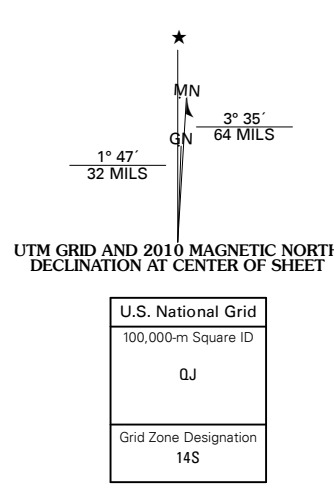 ★
MN
3° 35´
64 MILS
GN
1° 47´
32 MILS
UTM GRID AND 2010 MAGNETIC NORTH
DECLINATION AT CENTER OF SHEET
U.S. National Grid
100,000-m Square ID
QJ
Grid Zone Designation
14S